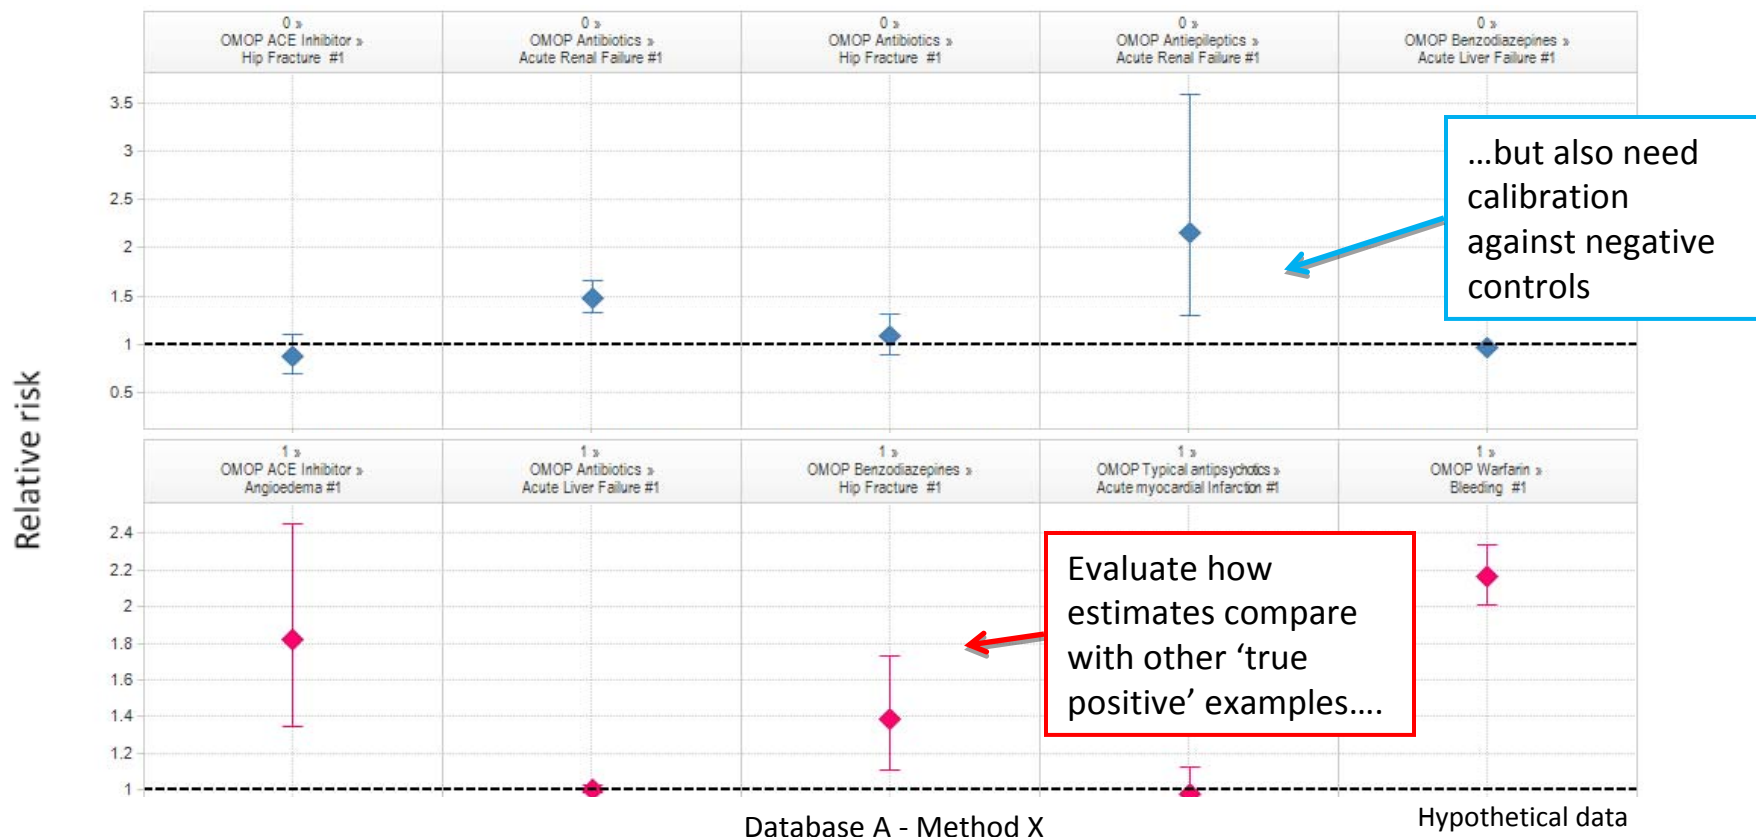 0 »
OMOP ACE Inhibitor »
Hip Fracture #1
0 »
OMOP Antibiotics »
Acute Renal Failure #1
0 »
OMOP Antibiotics »
Hip Fracture #1
0 »
OMOP Antiepileptics »
Acute Renal Failure #1
0 »
OMOP Benzodiazepines »
Acute Liver Failure #1
3.5
3
2.5
2
1.5
1
0.5
…but also need
calibration
against negative
controls
Relative risk
1 »
OMOP ACE Inhibitor »
Angioedema #1
1 »
OMOP Antibiotics »
Acute Liver Failure #1
1 »
OMOP Benzodiazepines »
Hip Fracture #1
1 »
OMOP Typical antipsychotics »
Acute myocardial Infarction #1
1 »
OMOP Warfarin »
Bleeding #1
2.4
2.2
2
1.8
1.6
1.4
1.2
1
Evaluate how
estimates compare
with other ‘true
positive’ examples….
Database A - Method X
Hypothetical data